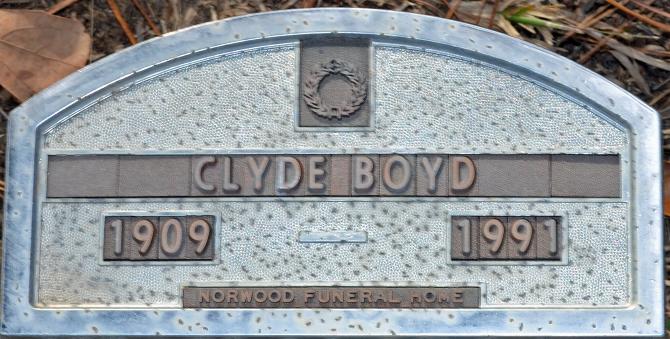 CLYDE BOYD
1909 1991
NORWOOD FUNERAL HOME